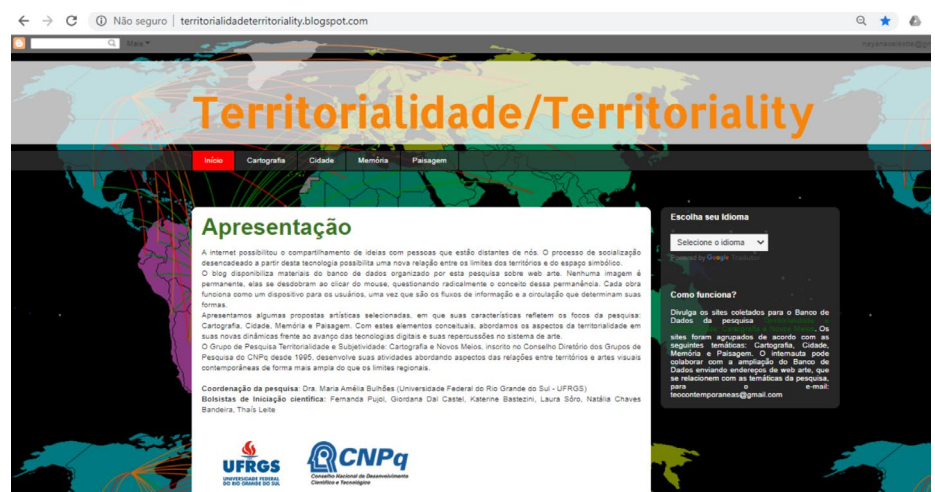 Não seguro | territorialidadeterritoriality.blogspot.com
Mais
Territorialidade/Territoriality
Início Cartografia Cidade Memória Paisagem
Apresentação
A internet possibilitou o compartilhamento de ideias com pessoas que estão distantes de nós. O processo de socialização
desencadeado a partir desta tecnologia possibilita uma nova relação entre os limites dos territórios e do espaço simbólico.
O blog disponibiliza materiais do banco de dados organizado por esta pesquisa sobre web arte. Nenhuma imagem é
permanente, elas se desdobram ao clicar do mouse, questionando radicalmente o conceito dessa permanência. Cada obra
funciona como um dispositivo para os usuários, uma vez que são os fluxos de informação e a circulação que determinam suas
formas.
Apresentamos algumas propostas artísticas selecionadas, em que suas características refletem os focos da pesquisa:
Cartografia, Cidade, Memória e Paisagem. Com estes elementos conceituais, abordamos os aspectos da territorialidade em
suas novas dinâmicas frente ao avanço das tecnologias digitais e suas repercussões no sistema de arte.
O Grupo de Pesquisa Territorialidade e Subjetividade: Cartografia e Novos Meios, inscrito no Conselho Diretório dos Grupos de
Pesquisa do CNPq desde 1995, desenvolve suas atividades abordando aspectos das relações entre territórios e artes visuais
contemporâneas de forma mais ampla do que os limites regionais.
Coordenação da pesquisa: Dra. Maria Amélia Bulhões (Universidade Federal do Rio Grande do Sul - UFRGS)
Bolsistas de Iniciação científica: Fernanda Pujol, Giordana Dal Castel, Katerine Bastezini, Laura Sôro, Natália Chaves
Bandeira, Thaís Leite
UFRGS
UNIVERSIDADE FEDERAL
DO RIO GRANDE DO SUL
CNPq
Conselho Nacional de Desenvolvimento
Científico e Tecnológico
Escolha seu Idioma
Selecione o idioma
Powered by Google Tradutor
Como funciona?
Divulga os sites coletados para o Banco de
Dados da pesquisa
Cartografia e Novos Meios. Os
sites foram agrupados de acordo com as
seguintes temáticas: Cartografia, Cidade,
Memória e Paisagem. O internauta pode
colaborar com a ampliação do Banco de
Dados enviando endereços de web arte, que
se relacionem com as temáticas da pesquisa,
para o e-mail:
teocontemporaneas@gmail.com